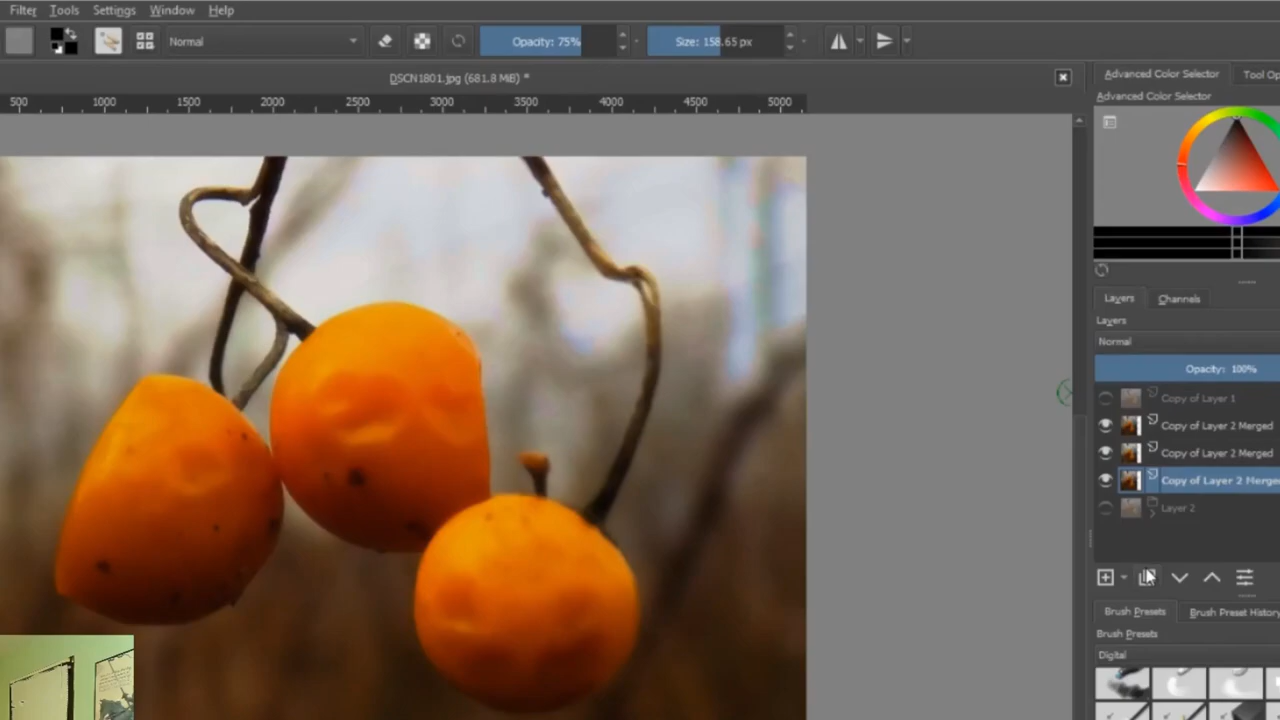 Filter Tools Settings Window Help
Normal Opacity: 75% Size: 158.65 px
DSCN1801.jpg (681.8 MiB) *
Advanced Color Selector Tool Op
500 1000 1500 2000 2500 3000 3500 4000 4500 5000
Advanced Color Selector
Layers Channels
Layers
Normal
Opacity: 100%
Copy of Layer 1
Copy of Layer 2 Merged
Copy of Layer 2 Merged
Copy of Layer 2 Merge
Layer 2
Brush Presets Brush Preset History
Brush Presets
Digital